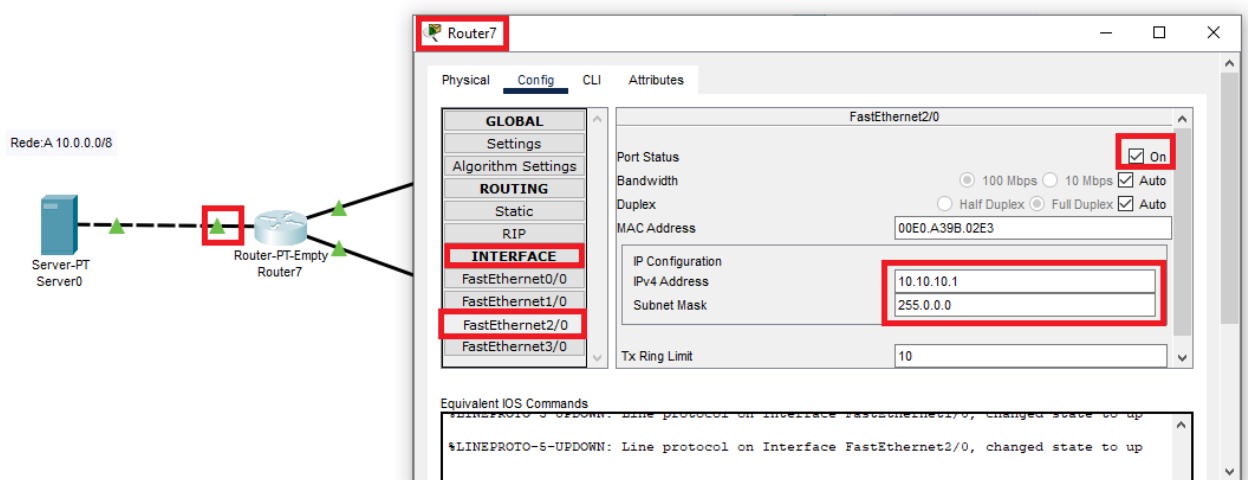 Rede:A 10.0.0.0/8
Server-PT
Server0
Router-PT-Empty
Router7
Router7
Physical Config CLI Attributes
GLOBAL
Settings
Algorithm Settings
ROUTING
Static
RIP
INTERFACE
FastEthernet0/0
FastEthernet1/0
FastEthernet2/0
FastEthernet3/0
FastEthernet2/0
Port Status On
Bandwidth 100 Mbps 10 Mbps Auto
Duplex Half Duplex Full Duplex Auto
MAC Address 00E0.A39B.02E3
IP Configuration
IPv4 Address 10.10.10.1
Subnet Mask 255.0.0.0
Tx Ring Limit 10
Equivalent IOS Commands
%LINEPROTO-5-UPDOWN: Line protocol on Interface FastEthernet1/0, changed state to up
%LINEPROTO-5-UPDOWN: Line protocol on Interface FastEthernet2/0, changed state to up